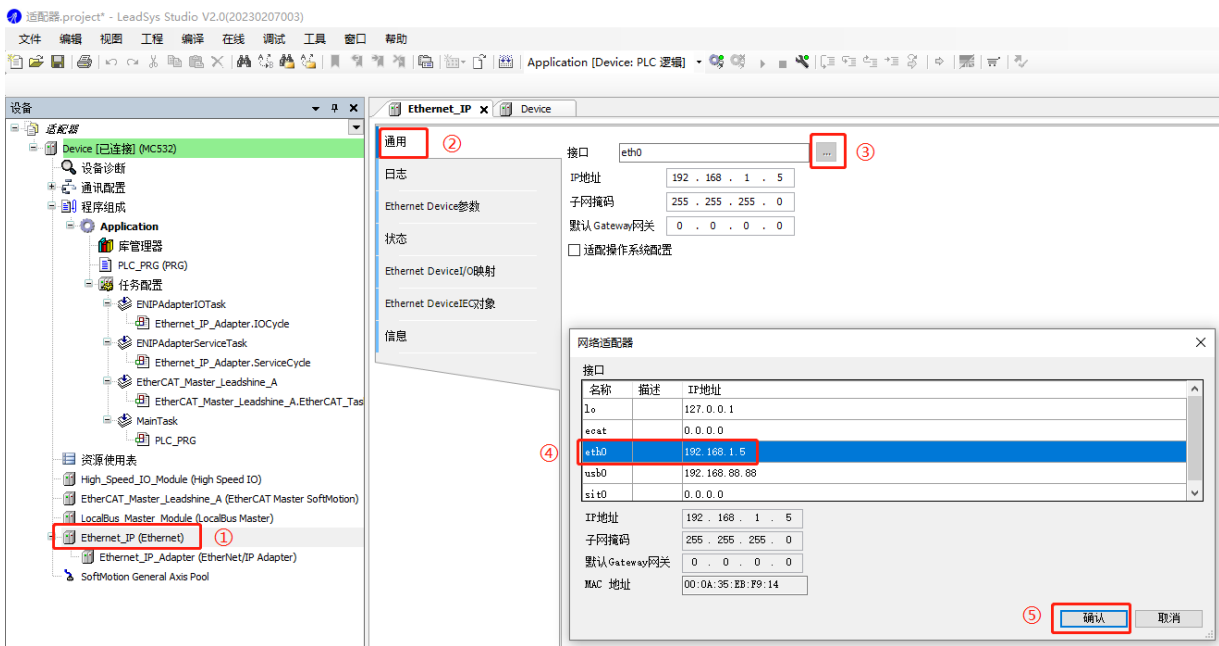 适配器.project* - LeadSys Studio V2.0(20230207003)
文件 编辑 视图 工程 编译 在线 调试 工具 窗口 帮助
Application [Device: PLC 逻辑]
设备
适配器
Device [已连接] (MC532)
设备诊断
通讯配置
程序组成
Application
库管理器
PLC_PRG (PRG)
任务配置
ENIPAdapterIOTask
Ethernet_IP_Adapter.IOCycle
ENIPAdapterServiceTask
Ethernet_IP_Adapter.ServiceCycle
EtherCAT_Master_Leadshine_A
EtherCAT_Master_Leadshine_A.EtherCAT_Tas
MainTask
PLC_PRG
资源使用表
High_Speed_IO_Module (High Speed IO)
EtherCAT_Master_Leadshine_A (EtherCAT Master SoftMotion)
LocalBus_Master_Module (LocalBus Master)
Ethernet_IP (Ethernet) ①
Ethernet_IP_Adapter (EtherNet/IP Adapter)
SoftMotion General Axis Pool
Ethernet_IP Device
通用 ②
日志
Ethernet Device参数
状态
Ethernet DeviceI/O映射
Ethernet DeviceIEC对象
信息
接口 eth0 ... ③
IP地址 192 . 168 . 1 . 5
子网掩码 255 . 255 . 255 . 0
默认Gateway网关 0 . 0 . 0 . 0
适配操作系统配置
网络适配器
接口
名称 描述 IP地址
lo 127.0.0.1
ecat 0.0.0.0
④ eth0 192.168.1.5
usb0 192.168.88.88
sit0 0.0.0.0
IP地址 192 . 168 . 1 . 5
子网掩码 255 . 255 . 255 . 0
默认Gateway网关 0 . 0 . 0 . 0
MAC 地址 00:0A:35:EB:F9:14
⑤ 确认 取消